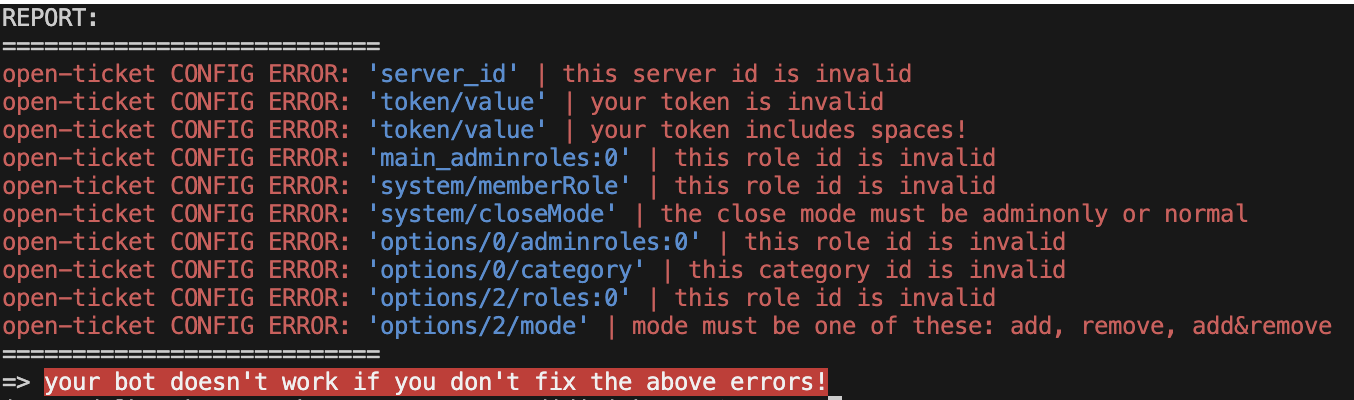 REPORT:
===========================
open-ticket CONFIG ERROR: 'server_id' | this server id is invalid
open-ticket CONFIG ERROR: 'token/value' | your token is invalid
open-ticket CONFIG ERROR: 'token/value' | your token includes spaces!
open-ticket CONFIG ERROR: 'main_adminroles:0' | this role id is invalid
open-ticket CONFIG ERROR: 'system/memberRole' | this role id is invalid
open-ticket CONFIG ERROR: 'system/closeMode' | the close mode must be adminonly or normal
open-ticket CONFIG ERROR: 'options/0/adminroles:0' | this role id is invalid
open-ticket CONFIG ERROR: 'options/0/category' | this category id is invalid
open-ticket CONFIG ERROR: 'options/2/roles:0' | this role id is invalid
open-ticket CONFIG ERROR: 'options/2/mode' | mode must be one of these: add, remove, add&remove
===========================
=> your bot doesn't work if you don't fix the above errors!